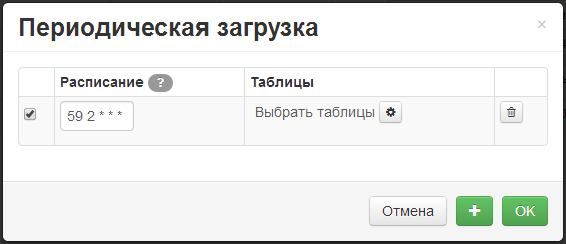 Периодическая загрузка ×
Расписание ? Таблицы
59 2 * * * Выбрать таблицы
Отмена + OK